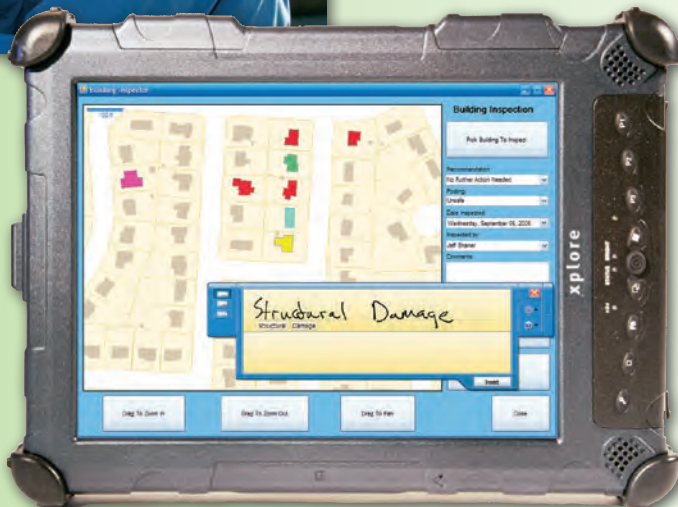 Building Inspector
Building Inspection
Pick Building To Inspect
Recommendation:
No Further Action Needed
Posting:
Unsafe
Date Inspected:
Wednesday, September 06, 2006
Inspected by:
Jeff Shaner
Comments:
Structural Damage
Structural Damage
Insert
Drag To Zoom In
Drag To Zoom Out
Drag To Pan
Close
xplore